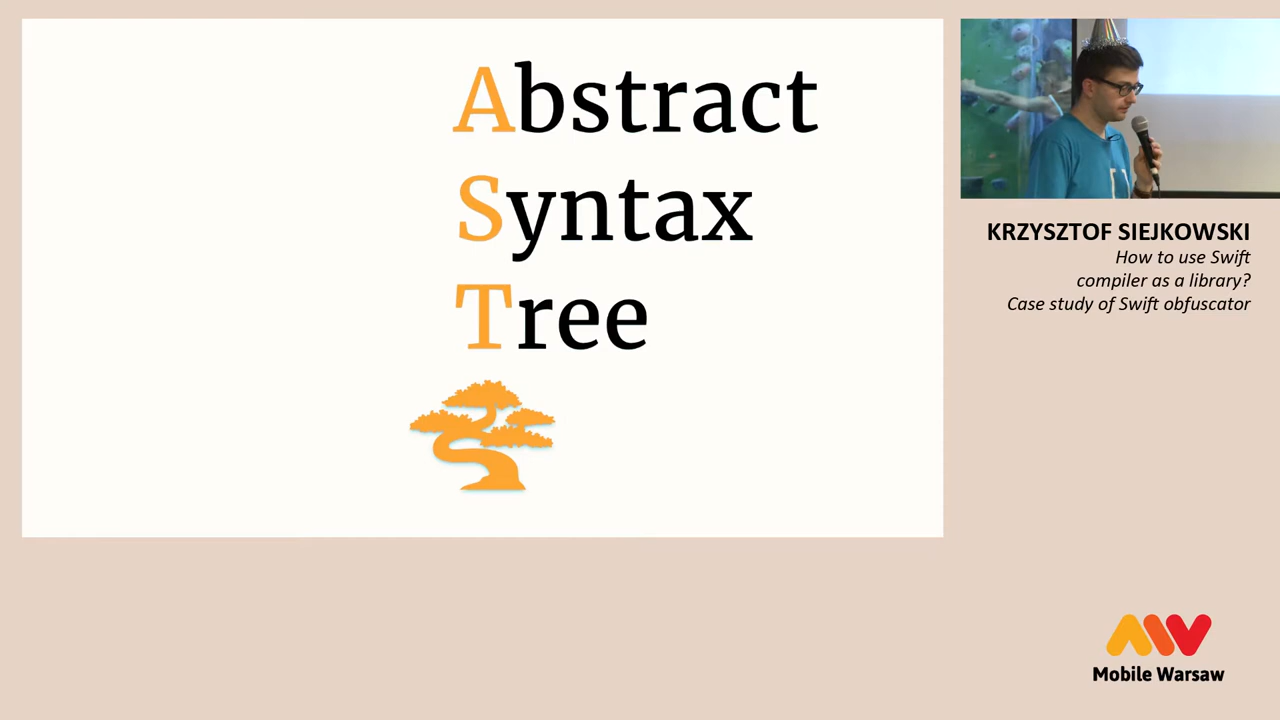 Abstract
Syntax
Tree
KRZYSZTOF SIEJKOWSKI
How to use Swift
compiler as a library?
Case study of Swift obfuscator
Mobile Warsaw